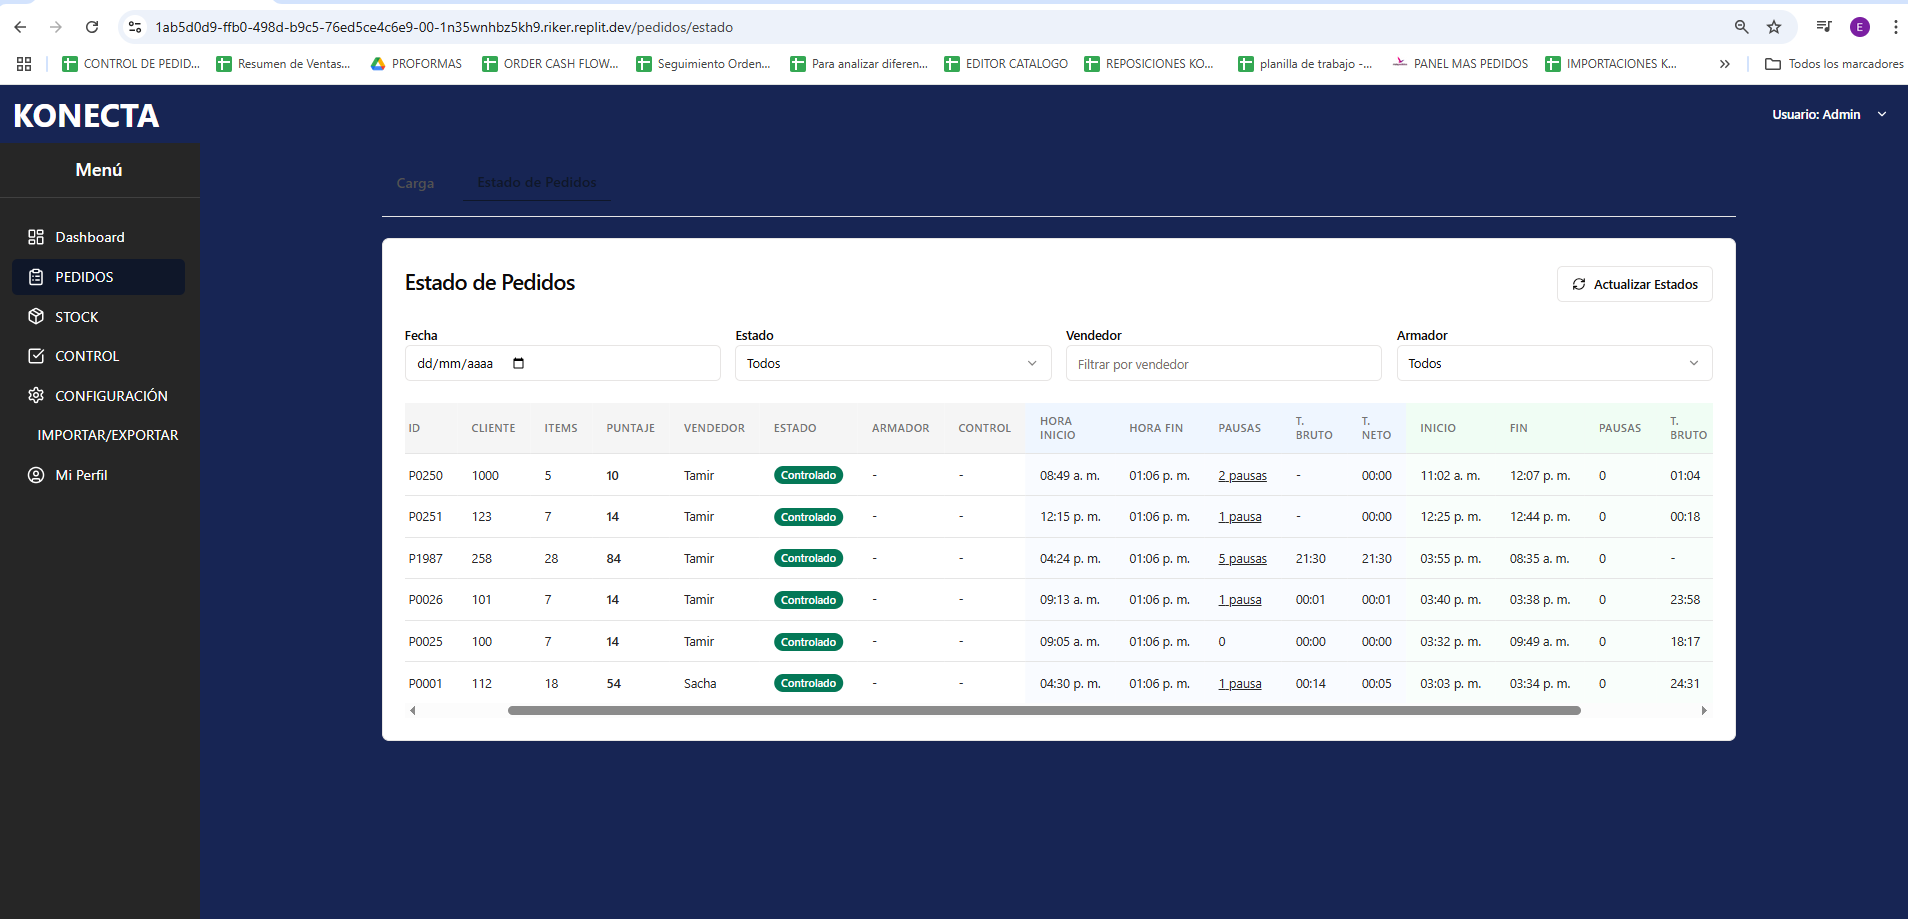 1ab5d0d9-ffb0-498d-b9c5-76ed5ce4c6e9-00-1n35wnhbz5kh9.riker.replit.dev/pedidos/estado
E
CONTROL DE PEDID... Resumen de Ventas... PROFORMAS ORDER CASH FLOW... Seguimiento Orden... Para analizar diferen... EDITOR CATALOGO REPOSICIONES KO... planilla de trabajo -... PANEL MAS PEDIDOS IMPORTACIONES K... » Todos los marcadores
KONECTA
Usuario: Admin
Menú
Dashboard
PEDIDOS
STOCK
CONTROL
CONFIGURACIÓN
IMPORTAR/EXPORTAR
Mi Perfil
Carga Estado de Pedidos
Estado de Pedidos
Actualizar Estados
Fecha Estado Vendedor Armador
dd/mm/aaaa Todos Filtrar por vendedor Todos
ID CLIENTE ITEMS PUNTAJE VENDEDOR ESTADO ARMADOR CONTROL HORA INICIO HORA FIN PAUSAS T. BRUTO T. NETO INICIO FIN PAUSAS T. BRUTO
P0250 1000 5 10 Tamir Controlado - - 08:49 a. m. 01:06 p. m. 2 pausas - 00:00 11:02 a. m. 12:07 p. m. 0 01:04
P0251 123 7 14 Tamir Controlado - - 12:15 p. m. 01:06 p. m. 1 pausa - 00:00 12:25 p. m. 12:44 p. m. 0 00:18
P1987 258 28 84 Tamir Controlado - - 04:24 p. m. 01:06 p. m. 5 pausas 21:30 21:30 03:55 p. m. 08:35 a. m. 0 -
P0026 101 7 14 Tamir Controlado - - 09:13 a. m. 01:06 p. m. 1 pausa 00:01 00:01 03:40 p. m. 03:38 p. m. 0 23:58
P0025 100 7 14 Tamir Controlado - - 09:05 a. m. 01:06 p. m. 0 00:00 00:00 03:32 p. m. 09:49 a. m. 0 18:17
P0001 112 18 54 Sacha Controlado - - 04:30 p. m. 01:06 p. m. 1 pausa 00:14 00:05 03:03 p. m. 03:34 p. m. 0 24:31